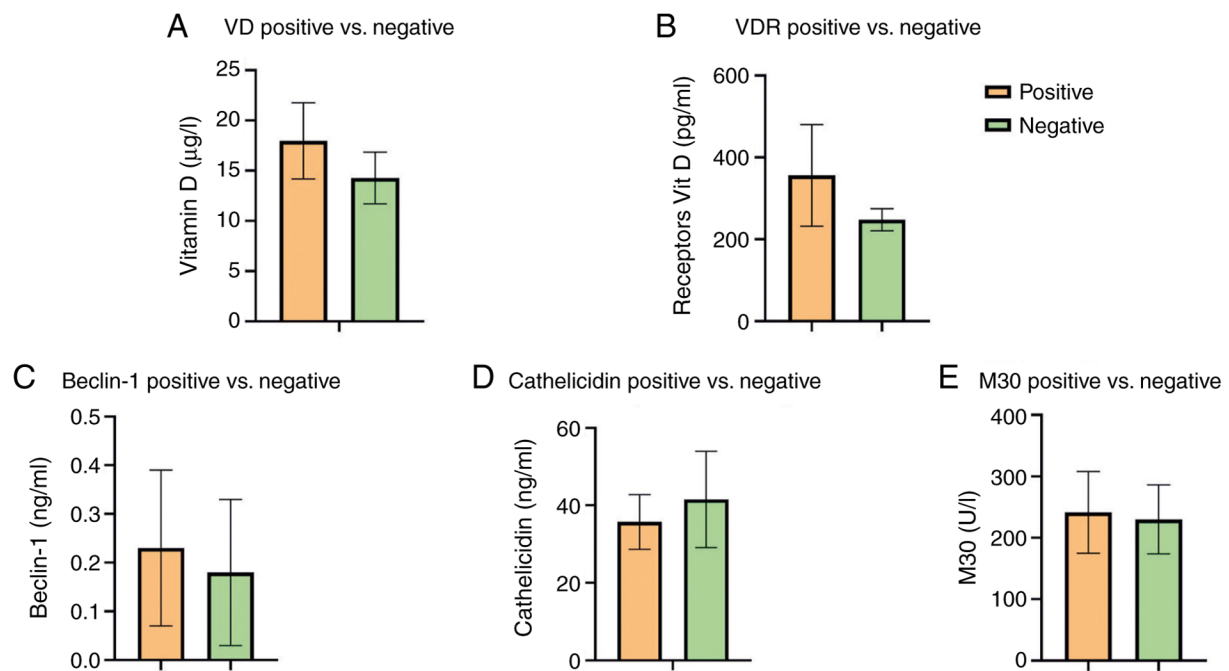 A VD positive vs. negative
Vitamin D (µg/l)
25
20
15
10
5
0
B VDR positive vs. negative
Receptors Vit D (pg/ml)
600
400
200
0
Positive
Negative
C Beclin-1 positive vs. negative
Beclin-1 (ng/ml)
0.5
0.4
0.3
0.2
0.1
0.0
D Cathelicidin positive vs. negative
Cathelicidin (ng/ml)
60
40
20
0
E M30 positive vs. negative
M30 (U/l)
400
300
200
100
0